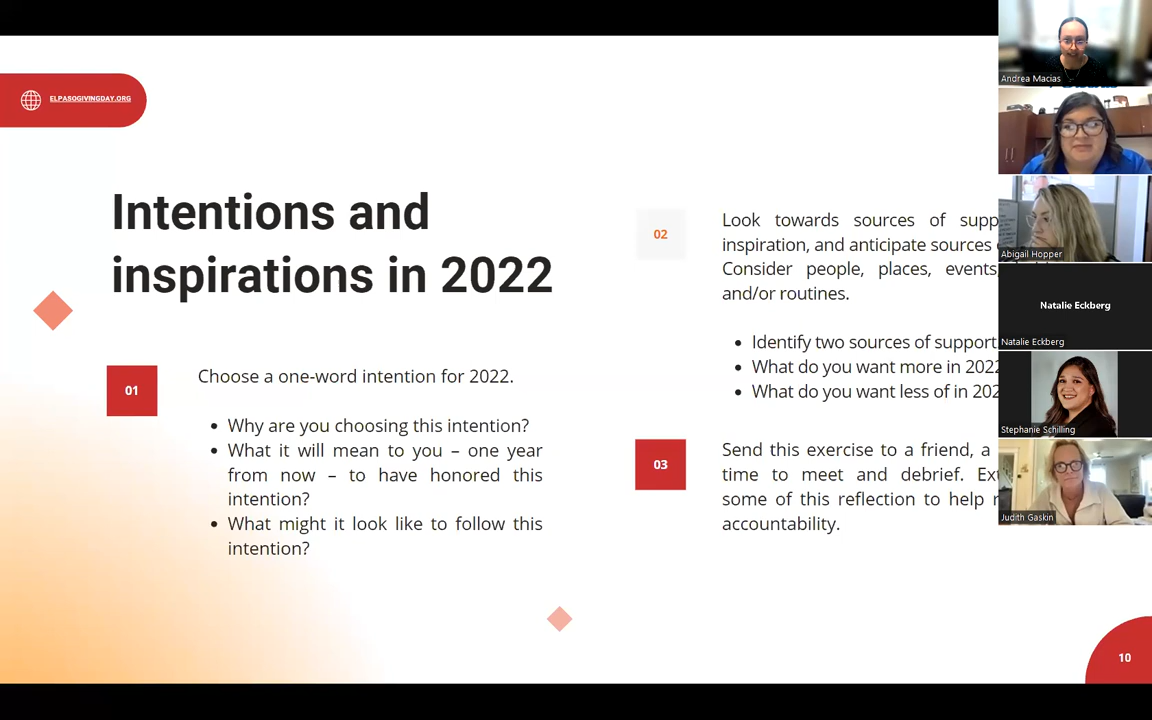 ELPASOGIVINGDAY.ORG
Intentions and
inspirations in 2022
01
Choose a one-word intention for 2022.
• Why are you choosing this intention?
• What it will mean to you – one year
from now – to have honored this
intention?
• What might it look like to follow this
intention?
02
Look towards sources of
inspiration, and anticipate sources
Consider people, places, events,
and/or routines.
• Identify two sources of support
• What do you want more in 2022
• What do you want less of in
03
Send this exercise to a friend, a
time to meet and debrief.
some of this reflection to help
accountability.
10
Andrea Macias
Abigail Hopper
Natalie Eckberg
Natalie Eckberg
Stephanie Schilling
Judith Gaskin